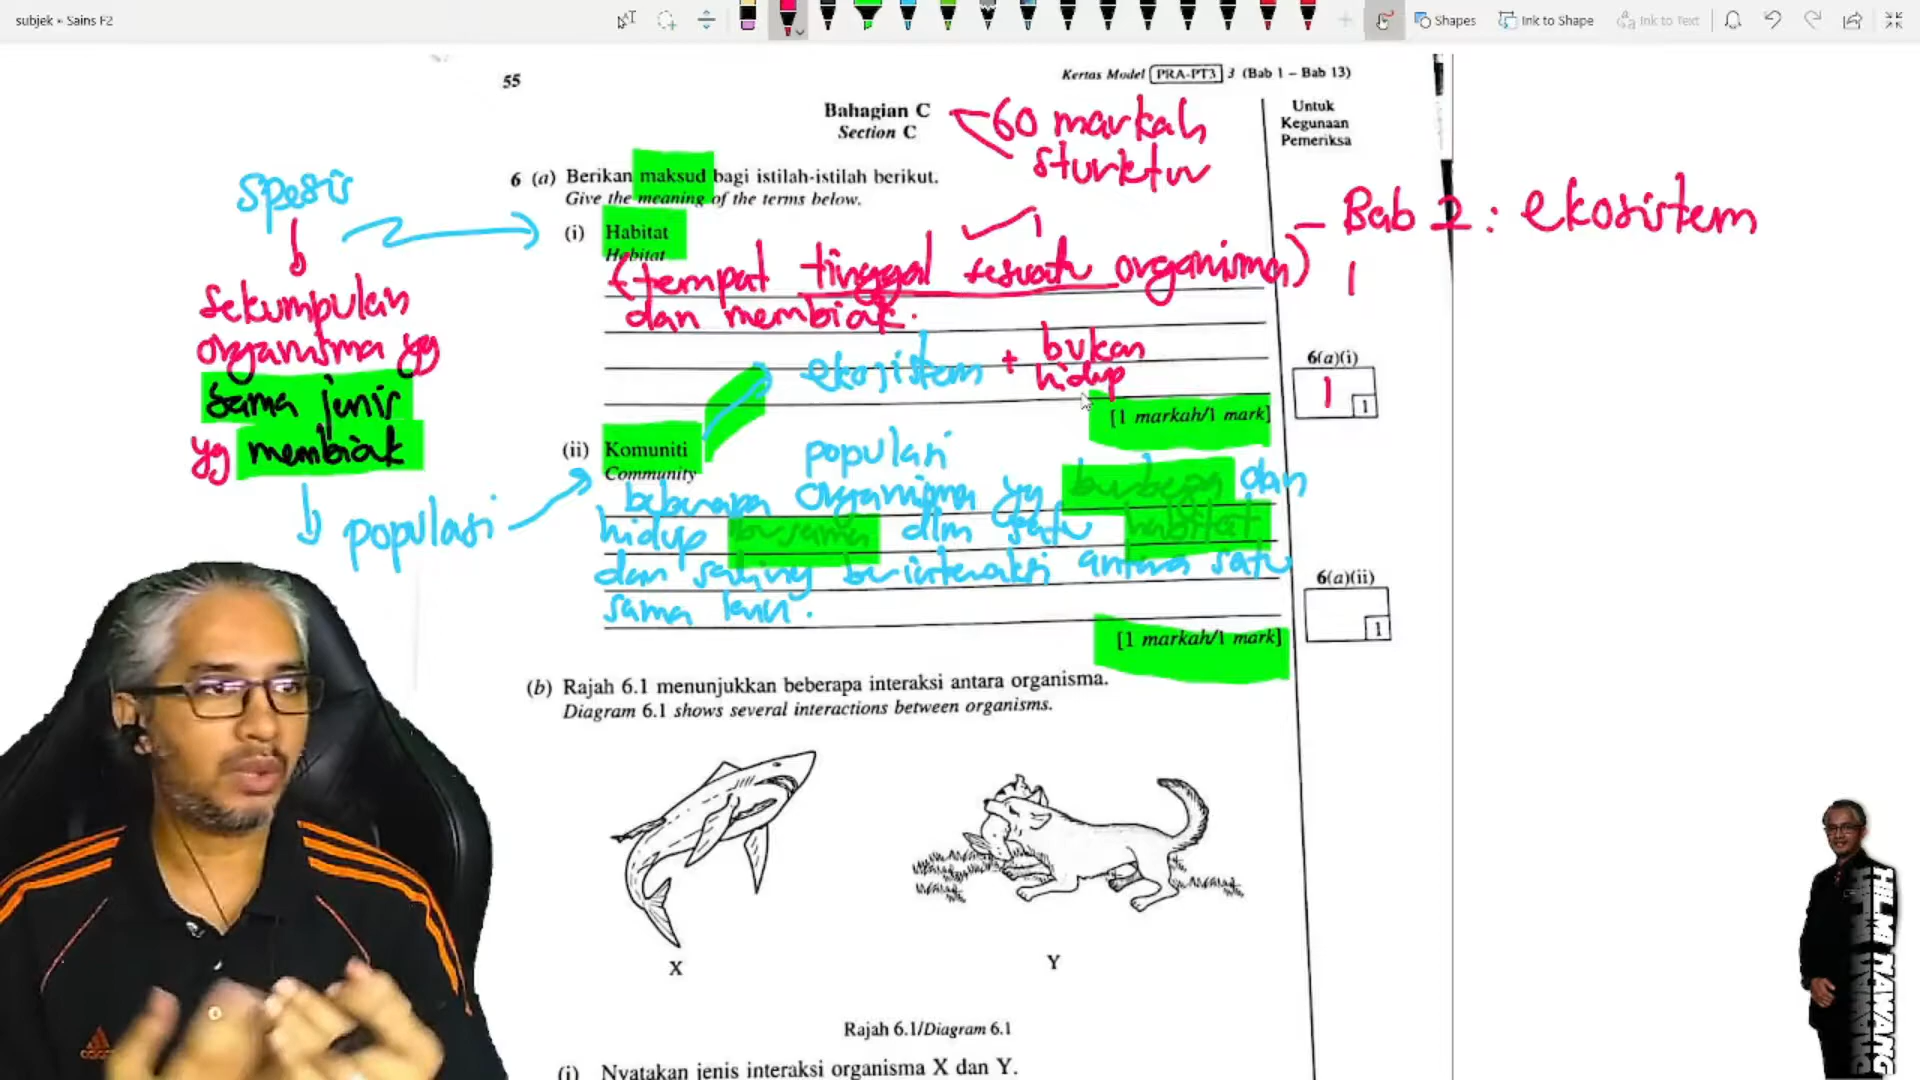 subjek - Sains F2
Shapes
Ink to Shape
Ink to Text
55
Kertas Model PRA-PT3 3 (Bab 1 – Bab 13)
Bahagian C
Section C
60 markah
sturktur
Untuk
Kegunaan
Pemeriksa
6 (a) Berikan maksud bagi istilah-istilah berikut.
Give the meaning of the terms below.
spesis
sekumpulan
organisma yg
sama jenis
yg membiak
populasi
(i) Habitat
Habitat
– Bab 2 : ekosistem
(tempat tinggal sesuatu organisma)
dan membiak.
1
ekosistem + bukan
hidup
[1 markah/1 mark]
6(a)(i)
1
1
(ii) Komuniti
Community
populasi
beberapa organisma yg berbeza dan
hidup bersama dlm satu habitat
dan saling berinteraksi antara satu
sama lain.
[1 markah/1 mark]
6(a)(ii)
1
(b) Rajah 6.1 menunjukkan beberapa interaksi antara organisma.
Diagram 6.1 shows several interactions between organisms.
X
Y
Rajah 6.1/Diagram 6.1
(i) Nyatakan jenis interaksi organisma X dan Y.
adidas
HILMI NAWANG